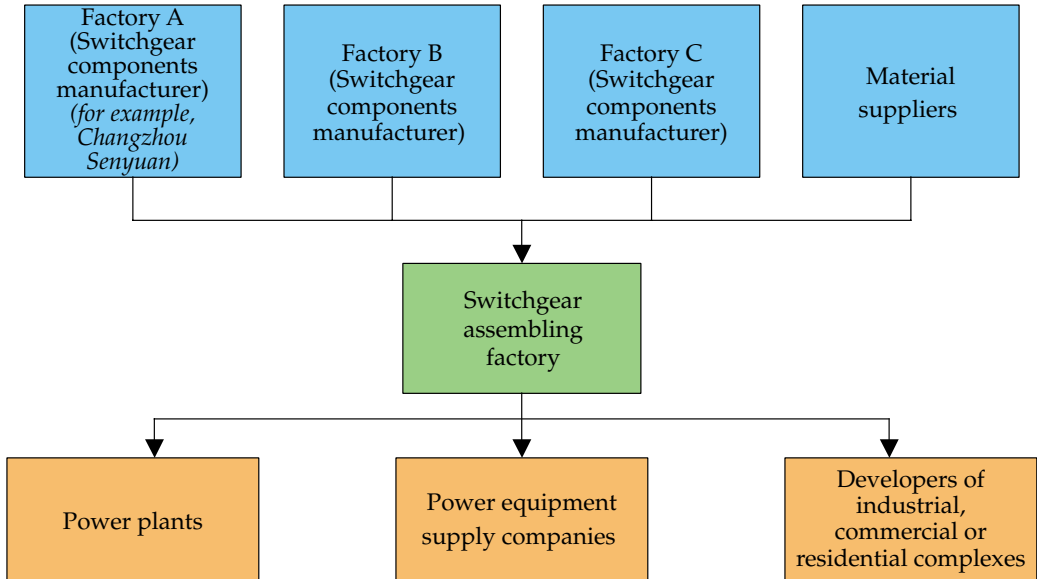 Factory A
(Switchgear
components
manufacturer)
(for example,
Changzhou
Senyuan)
Factory B
(Switchgear
components
manufacturer)
Factory C
(Switchgear
components
manufacturer)
Material
suppliers
Switchgear
assembling
factory
Power plants
Power equipment
supply companies
Developers of
industrial,
commercial or
residential complexes